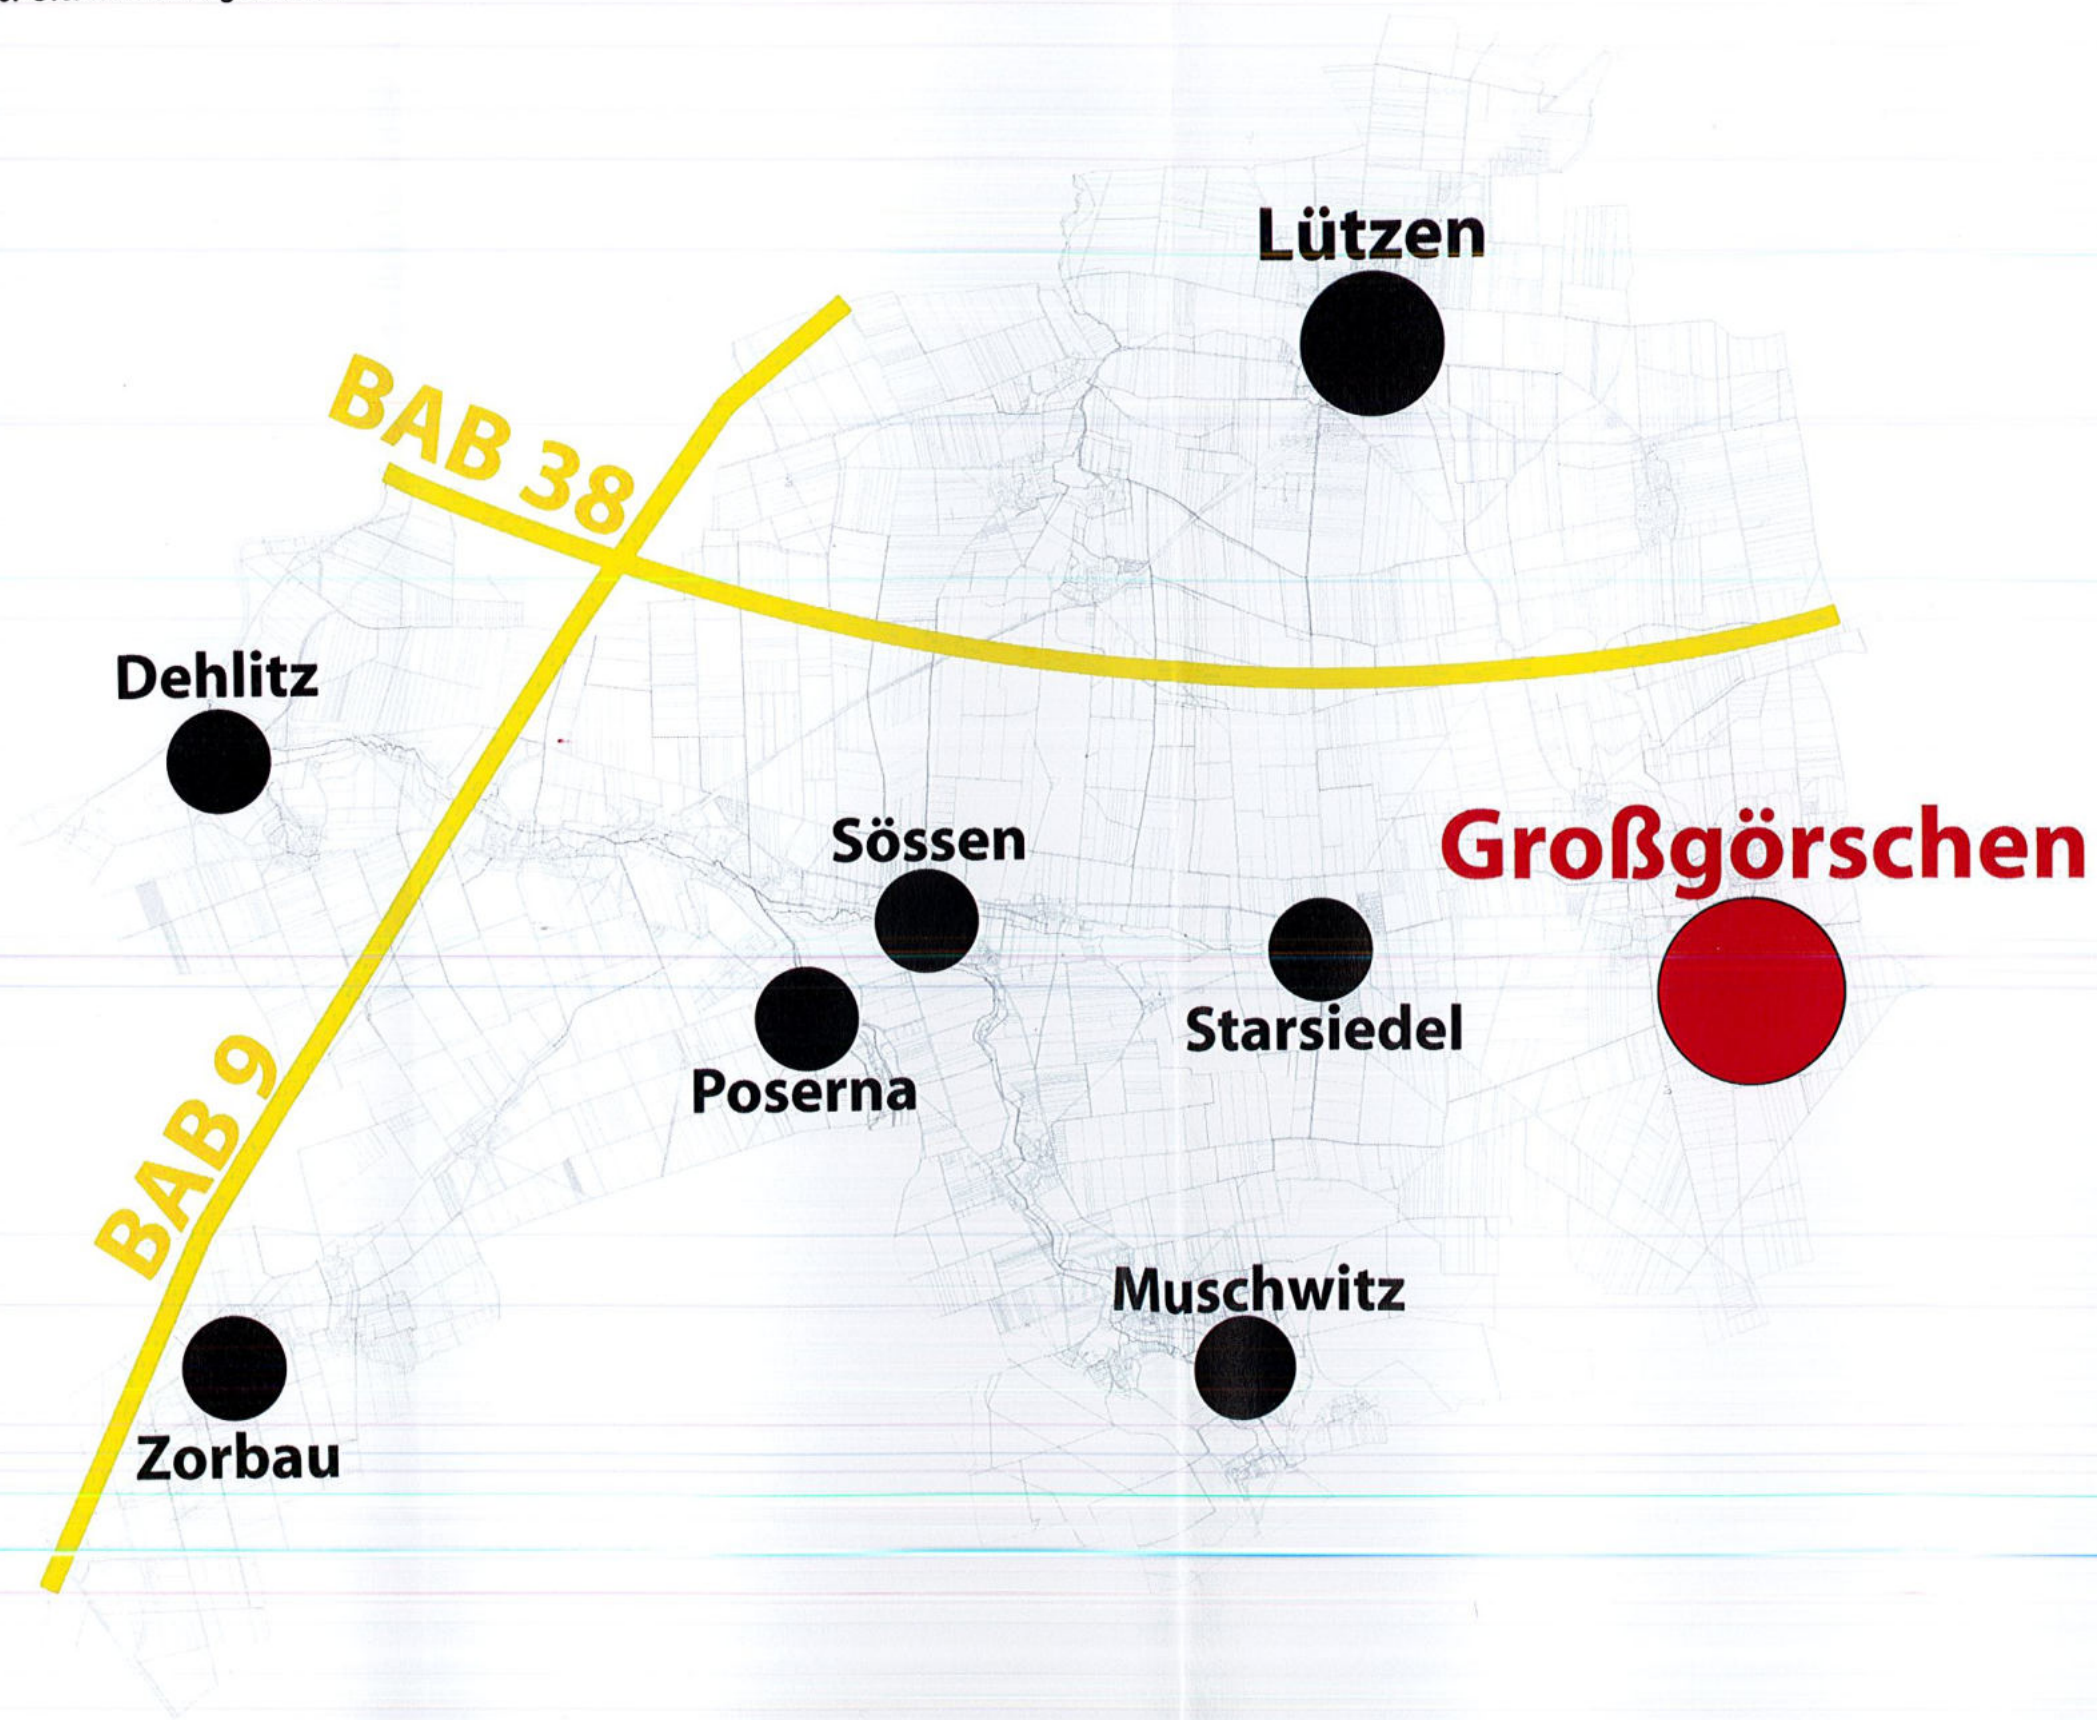 Lützen
BAB 38
Dehlitz
Sössen
Großgörschen
Starsiedel
Poserna
BAB 9
Muschwitz
Zorbau